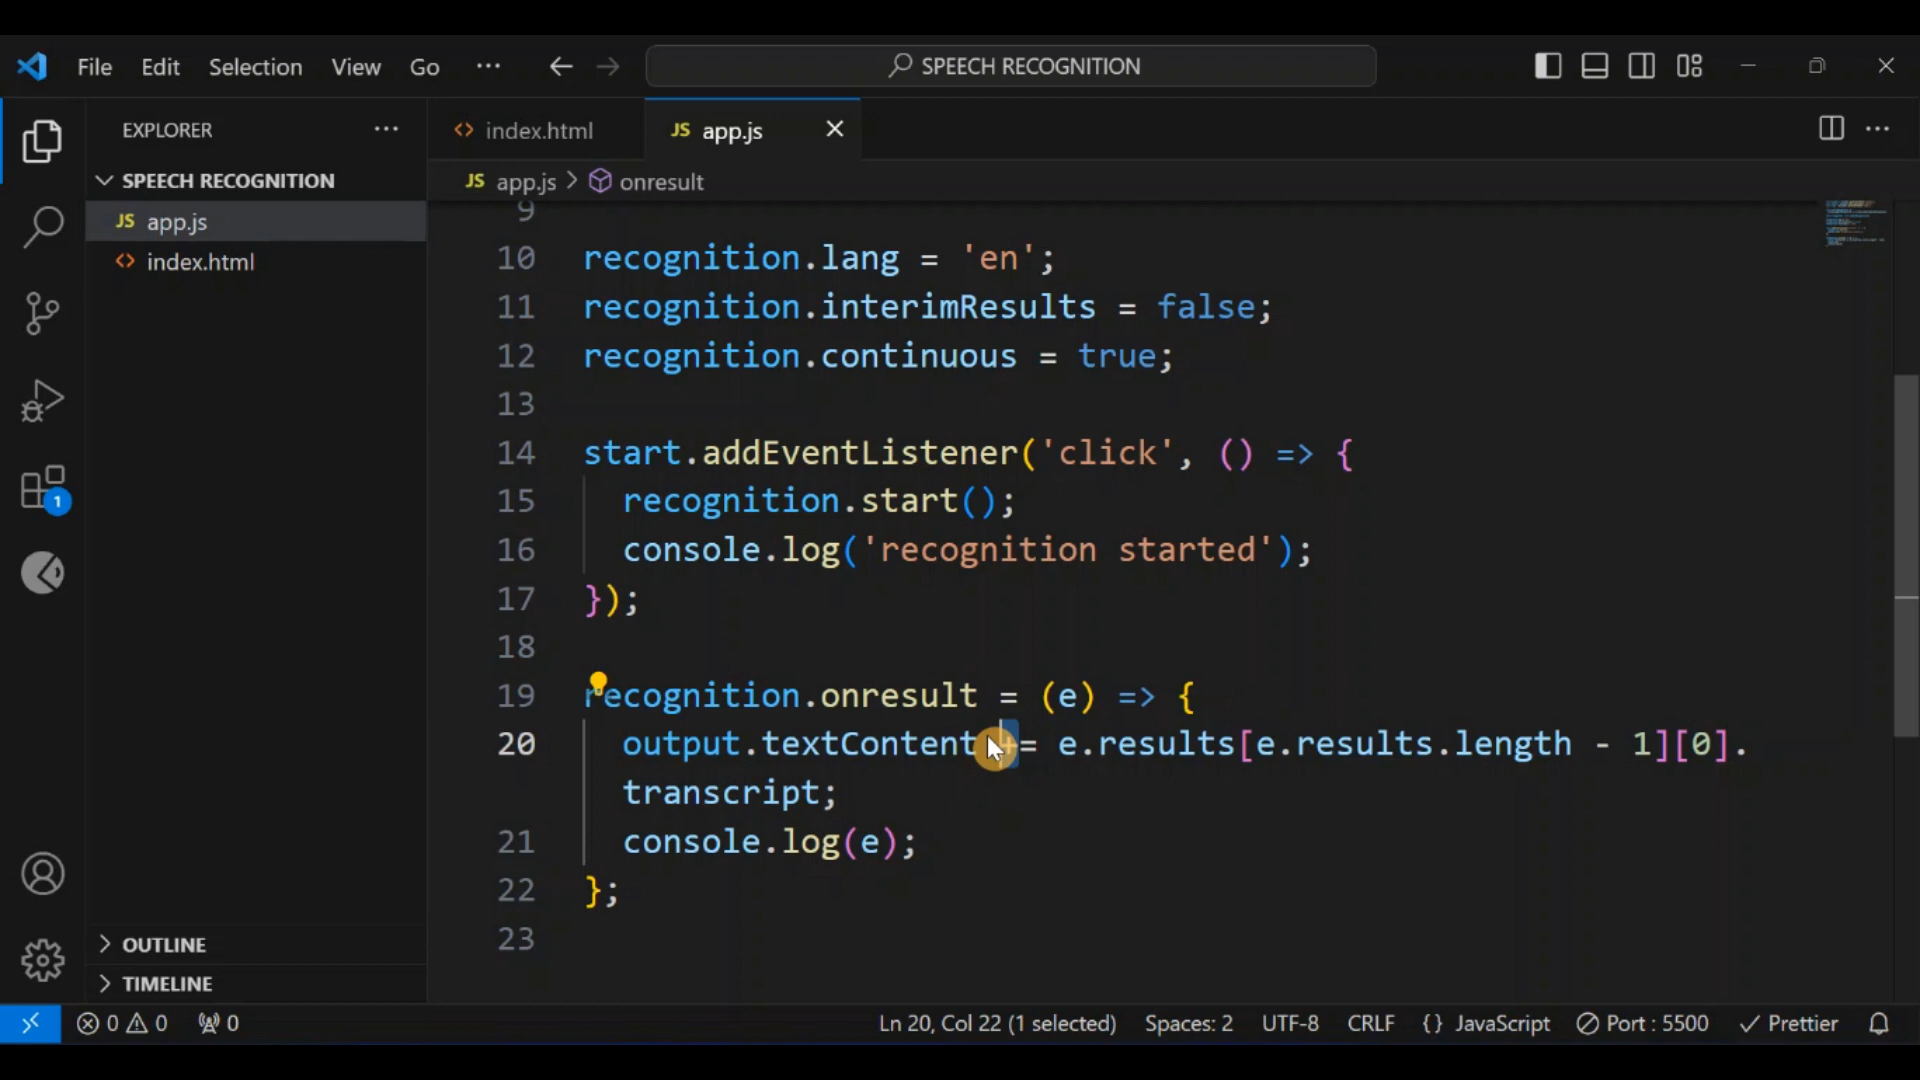 File Edit Selection View Go ··· SPEECH RECOGNITION
EXPLORER ···
SPEECH RECOGNITION
JS app.js
index.html
OUTLINE
TIMELINE
index.html
JS app.js
JS app.js > onresult
9
10 recognition.lang = 'en';
11 recognition.interimResults = false;
12 recognition.continuous = true;
13
14 start.addEventListener('click', () => {
15 recognition.start();
16 console.log('recognition started');
17 });
18
19 recognition.onresult = (e) => {
20 output.textContent += e.results[e.results.length - 1][0].
transcript;
21 console.log(e);
22 };
23
1
0 0 0 Ln 20, Col 22 (1 selected) Spaces: 2 UTF-8 CRLF {} JavaScript Port : 5500 Prettier